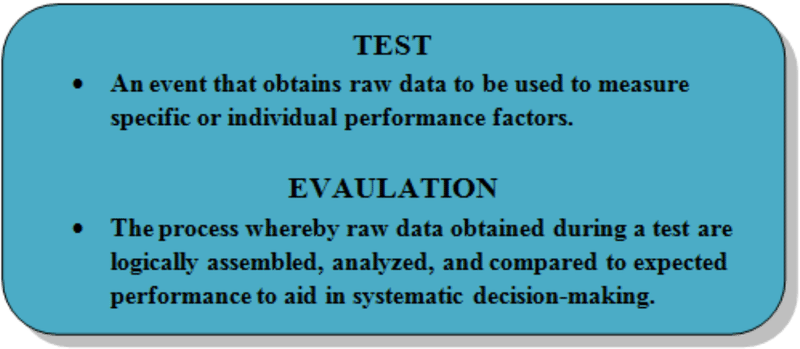 TEST
• An event that obtains raw data to be used to measure
specific or individual performance factors.
EVAULATION
• The process whereby raw data obtained during a test are
logically assembled, analyzed, and compared to expected
performance to aid in systematic decision-making.